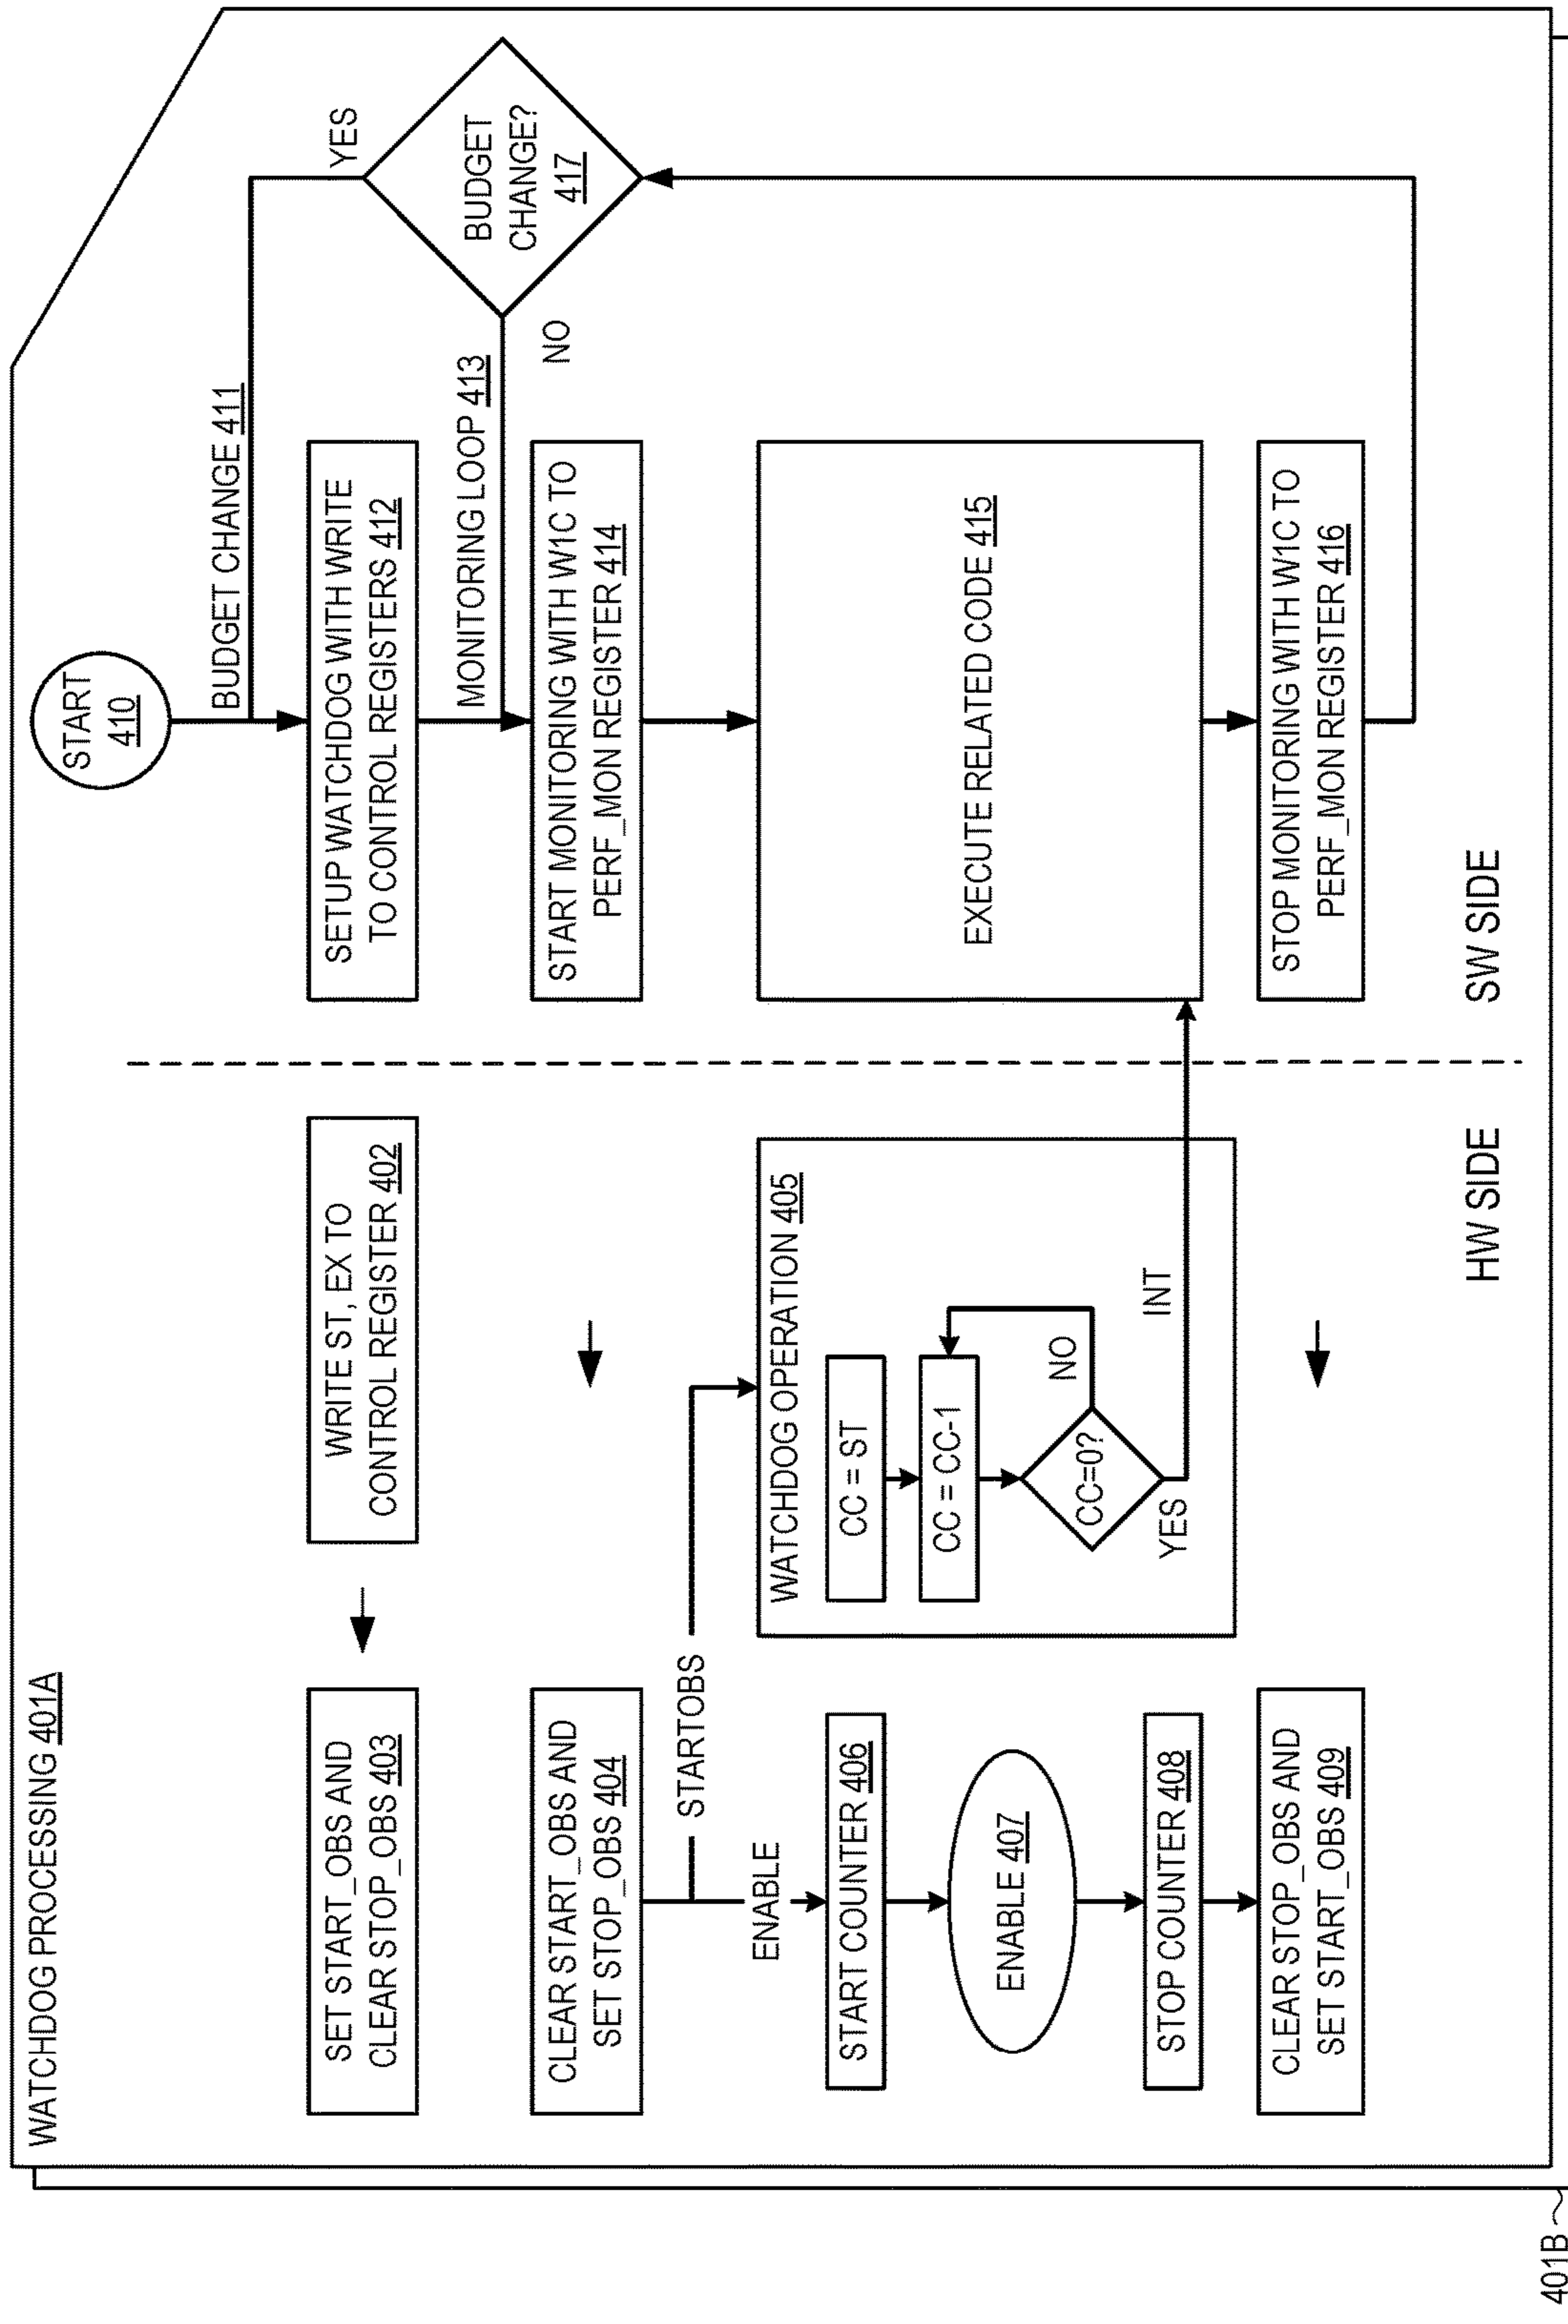 WATCHDOG PROCESSING 401A
START
410
BUDGET CHANGE 411
SET START_OBS AND
CLEAR STOP_OBS 403
WRITE ST, EX TO
CONTROL REGISTER 402
SETUP WATCHDOG WITH WRITE
TO CONTROL REGISTERS 412
YES
MONITORING LOOP 413
NO
BUDGET
CHANGE?
417
CLEAR START_OBS AND
SET STOP_OBS 404
START MONITORING WITH W1C TO
PERF_MON REGISTER 414
STARTOBS
ENABLE
WATCHDOG OPERATION 405
START COUNTER 406
CC = ST
CC = CC-1
NO
CC=0?
YES
INT
ENABLE 407
EXECUTE RELATED CODE 415
STOP COUNTER 408
CLEAR STOP_OBS AND
SET START_OBS 409
STOP MONITORING WITH W1C TO
PERF_MON REGISTER 416
HW SIDE
SW SIDE
401B